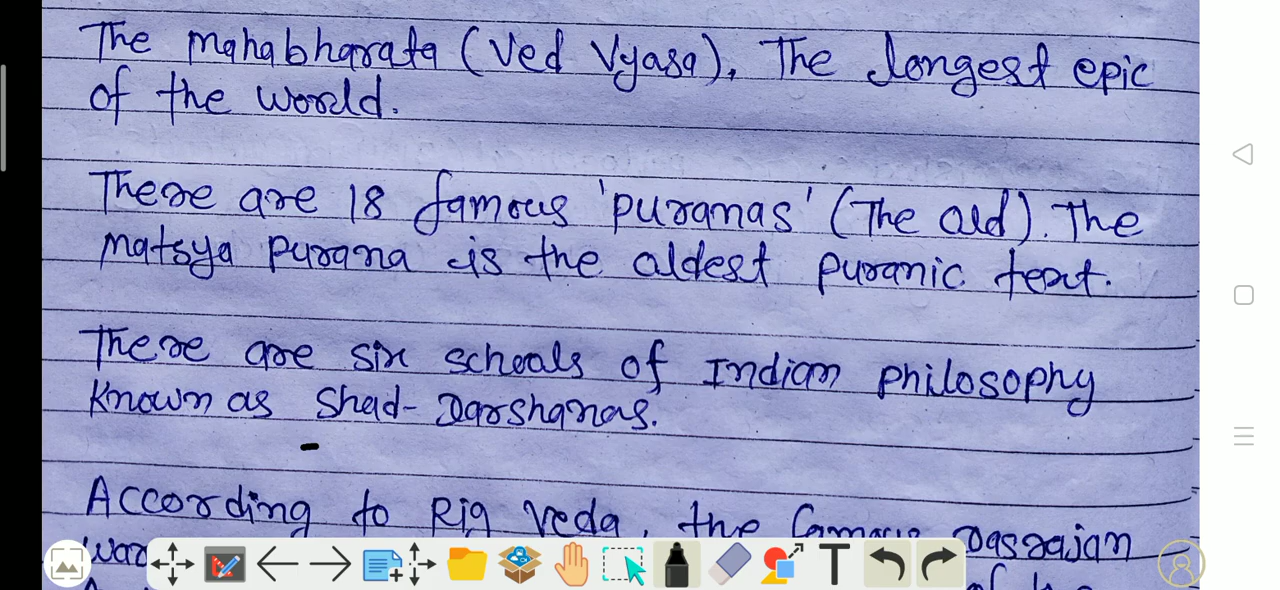 The Mahabharata (Ved Vyasa), The longest epic
of the world.
There are 18 famous 'puranas' (The old). The
Matsya purana is the oldest puranic text.
There are six schools of Indian philosophy
known as Shad-Darshanas.
According to Rig Veda, the famous Dasrajan
war
T